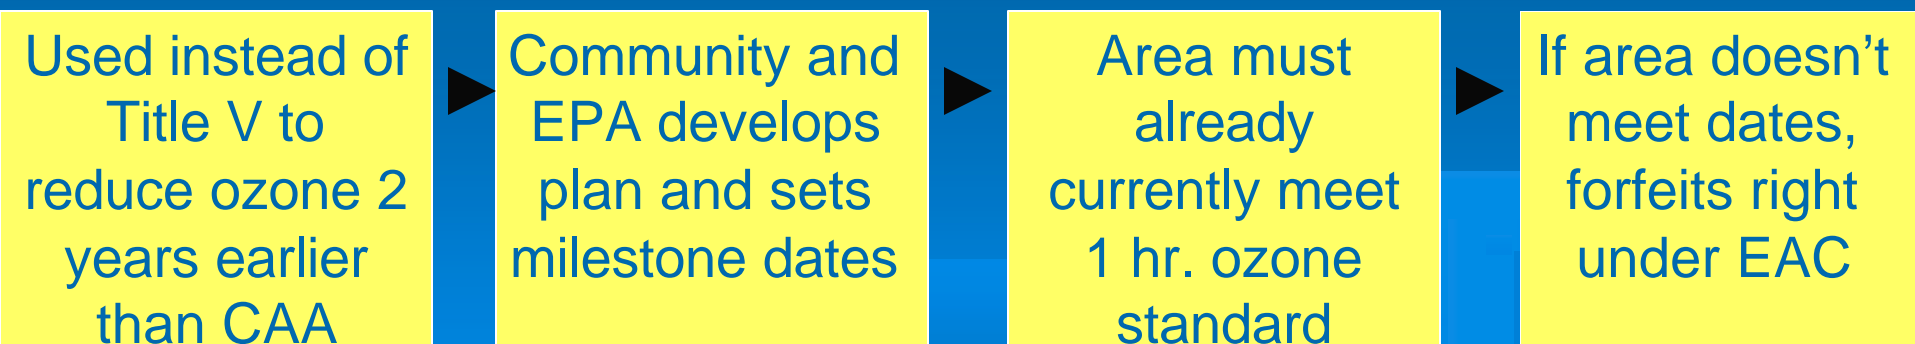 Used instead of
Title V to
reduce ozone 2
years earlier
than CAA
Community and
EPA develops
plan and sets
milestone dates
Area must
already
currently meet
1 hr. ozone
standard
If area doesn’t
meet dates,
forfeits right
under EAC